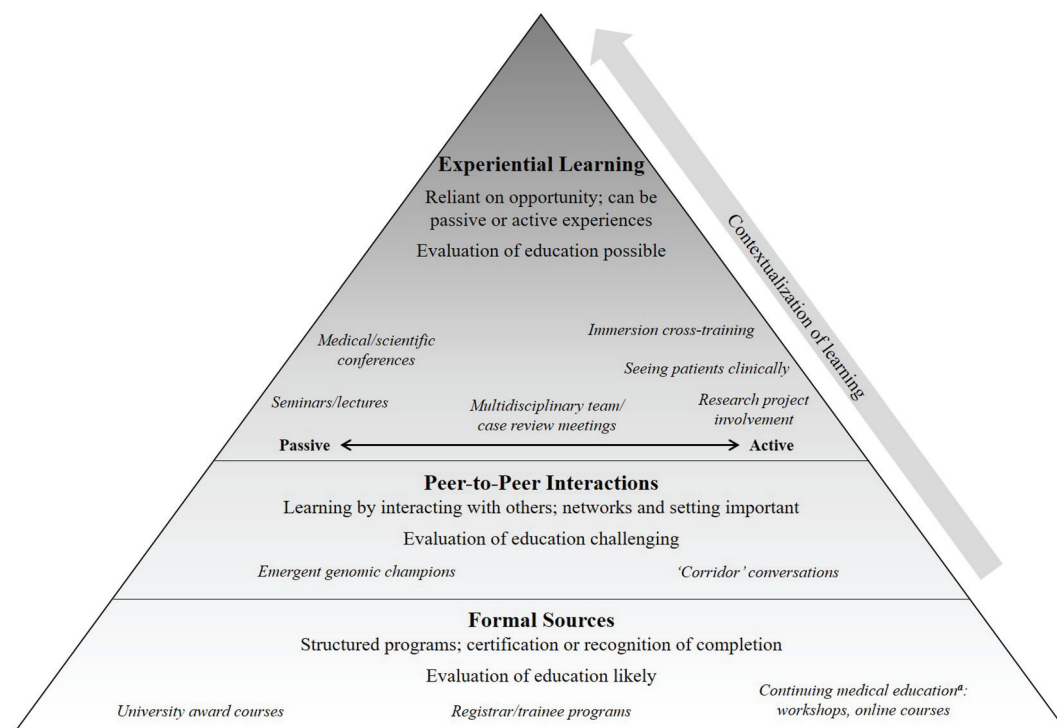 Experiential Learning
Reliant on opportunity; can be
passive or active experiences
Evaluation of education possible
Contextualization of learning
Immersion cross-training
Medical/scientific
conferences
Seeing patients clinically
Seminars/lectures
Multidisciplinary team/
case review meetings
Research project
involvement
Passive
Active
Peer-to-Peer Interactions
Learning by interacting with others; networks and setting important
Evaluation of education challenging
Emergent genomic champions
‘Corridor’ conversations
Formal Sources
Structured programs; certification or recognition of completion
Evaluation of education likely
University award courses
Registrar/trainee programs
Continuing medical educationᵃ:
workshops, online courses